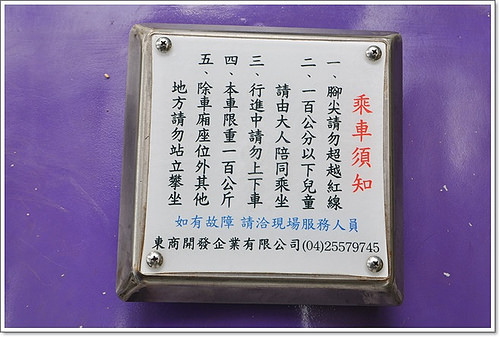 乘車須知
一、腳尖請勿超越紅線
二、一百公分以下兒童
請由大人陪同乘坐
三、行進中請勿上下車
四、本車限重一百公斤
五、除車廂座位外其他
地方請勿站立攀坐
如有故障 請洽現場服務人員
東商開發企業有限公司(04)25579745